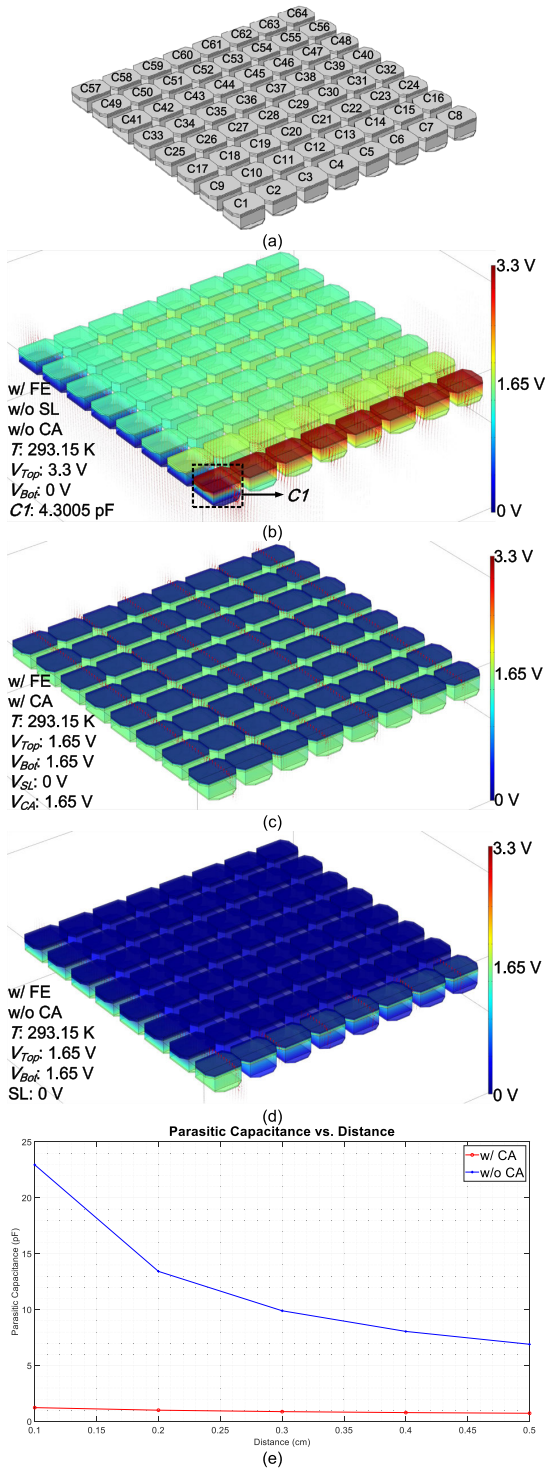 C64
C63 C56
C62 C55 C48
C61 C54 C47 C40
C60 C53 C46 C39 C32
C59 C52 C45 C38 C31 C24
C58 C51 C44 C37 C30 C23 C16
C57 C50 C43 C36 C29 C22 C15 C8
C49 C42 C35 C28 C21 C14 C7
C41 C34 C27 C20 C13 C6
C33 C26 C19 C12 C5
C25 C18 C11 C4
C17 C10 C3
C9 C2
C1
(a)
3.3 V
1.65 V
0 V
w/ FE
w/o SL
w/o CA
T: 293.15 K
VTop: 3.3 V
VBot: 0 V
C1: 4.3005 pF
C1
(b)
3.3 V
1.65 V
0 V
w/ FE
w/ CA
T: 293.15 K
VTop: 1.65 V
VBot: 1.65 V
VSL: 0 V
VCA: 1.65 V
(c)
3.3 V
1.65 V
0 V
w/ FE
w/o CA
T: 293.15 K
VTop: 1.65 V
VBot: 1.65 V
SL: 0 V
(d)
Parasitic Capacitance vs. Distance
w/ CA
w/o CA
Parasitic Capacitance (pF)
25
20
15
10
5
0
0.1 0.15 0.2 0.25 0.3 0.35 0.4 0.45 0.5
Distance (cm)
(e)